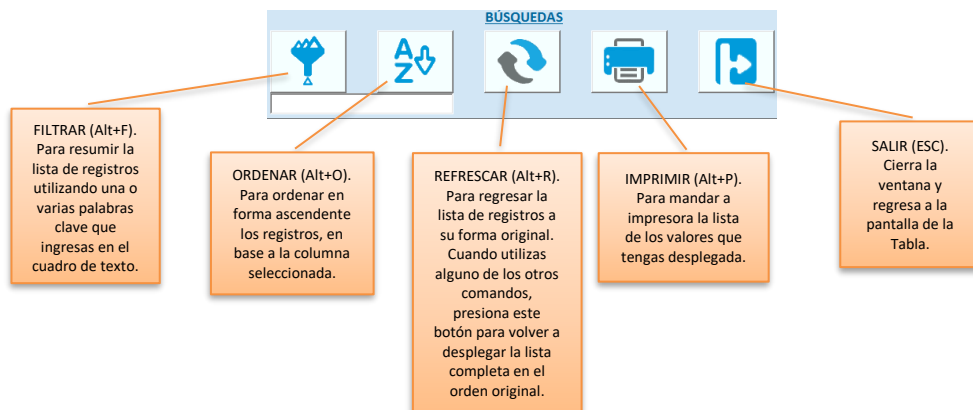 BÚSQUEDAS
A
Z
FILTRAR (Alt+F).
Para resumir la
lista de registros
utilizando una o
varias palabras
clave que
ingresas en el
cuadro de texto.
ORDENAR (Alt+O).
Para ordenar en
forma ascendente
los registros, en
base a la columna
seleccionada.
REFRESCAR (Alt+R).
Para regresar la
lista de registros a
su forma original.
Cuando utilizas
alguno de los otros
comandos,
presiona este
botón para volver a
desplegar la lista
completa en el
orden original.
IMPRIMIR (Alt+P).
Para mandar a
impresora la lista
de los valores que
tengas desplegada.
SALIR (ESC).
Cierra la
ventana y
regresa a la
pantalla de la
Tabla.